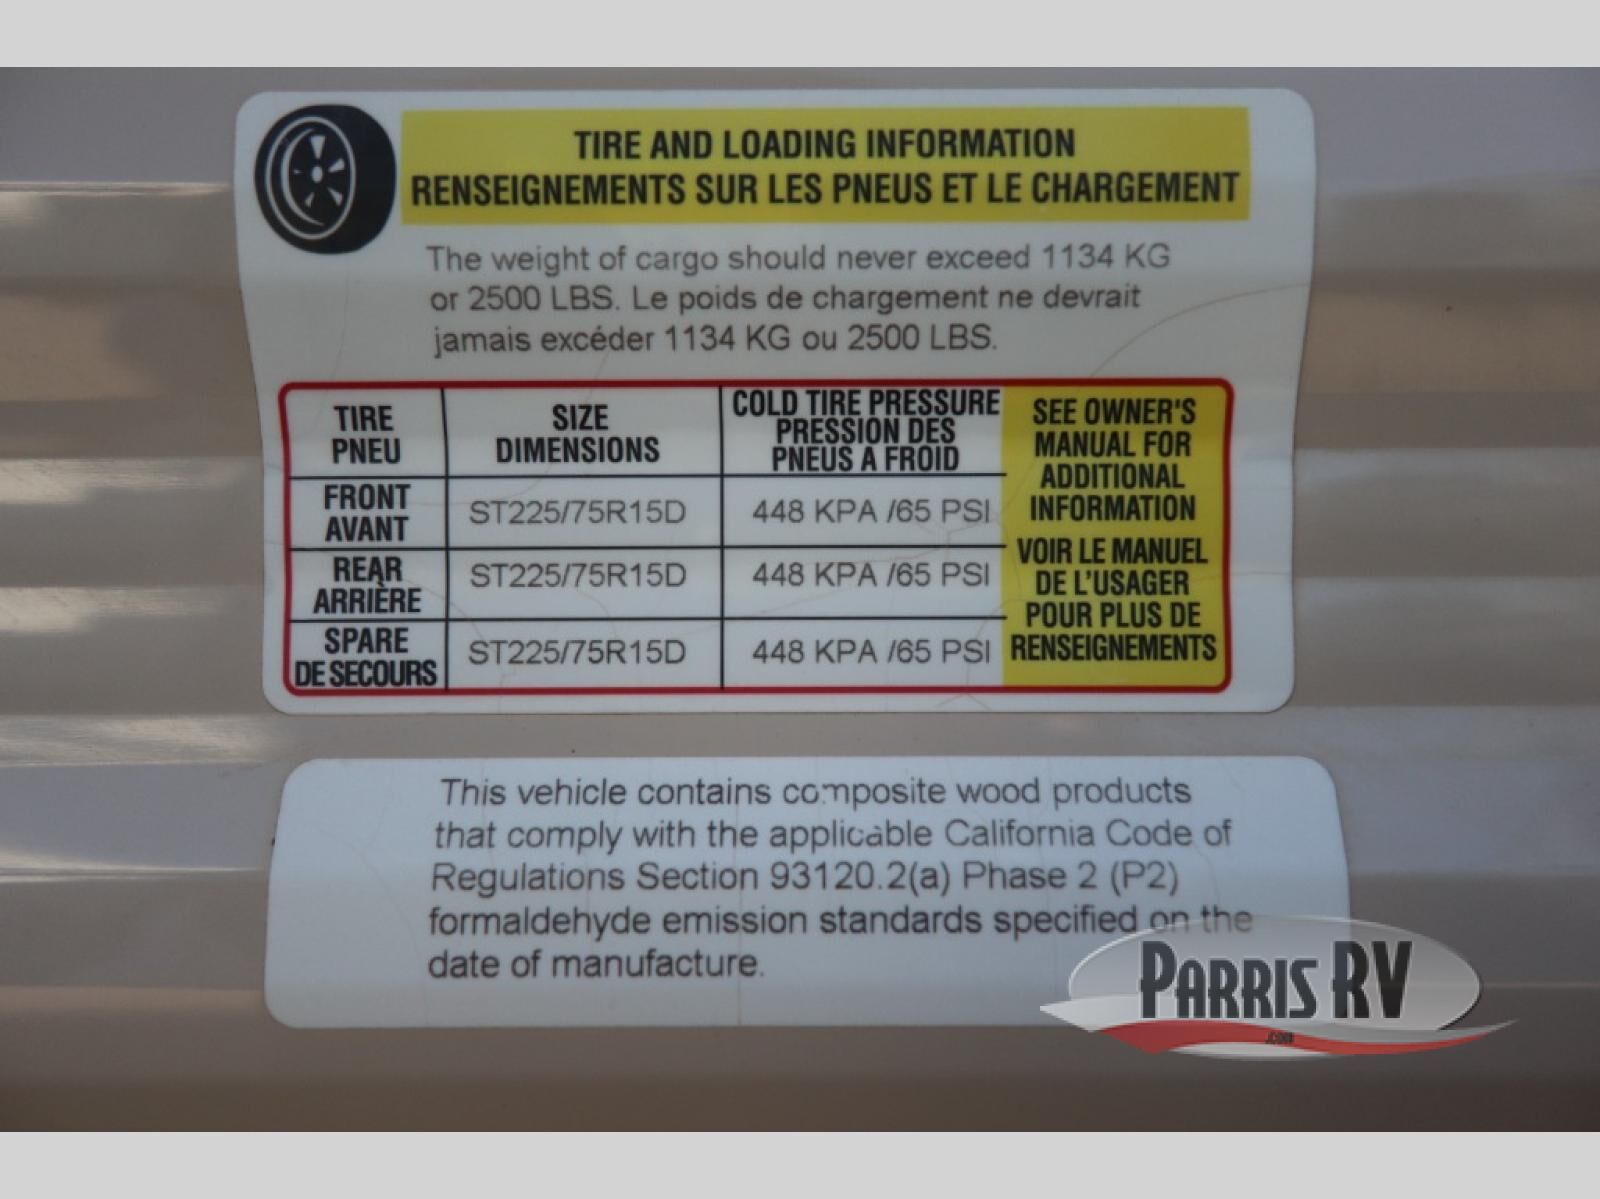 TIRE AND LOADING INFORMATION
RENSEIGNEMENTS SUR LES PNEUS ET LE CHARGEMENT
The weight of cargo should never exceed 1134 KG
or 2500 LBS. Le poids de chargement ne devrait
jamais excéder 1134 KG ou 2500 LBS.
TIRE
PNEU
SIZE
DIMENSIONS
COLD TIRE PRESSURE
PRESSION DES
PNEUS A FROID
FRONT
AVANT
ST225/75R15D
448 KPA /65 PSI
REAR
ARRIÈRE
ST225/75R15D
448 KPA /65 PSI
SPARE
DE SECOURS
ST225/75R15D
448 KPA /65 PSI
SEE OWNER'S
MANUAL FOR
ADDITIONAL
INFORMATION
VOIR LE MANUEL
DE L'USAGER
POUR PLUS DE
RENSEIGNEMENTS
This vehicle contains composite wood products
that comply with the applicable California Code of
Regulations Section 93120.2(a) Phase 2 (P2)
formaldehyde emission standards specified on the
date of manufacture.
PARRIS RV
.COM